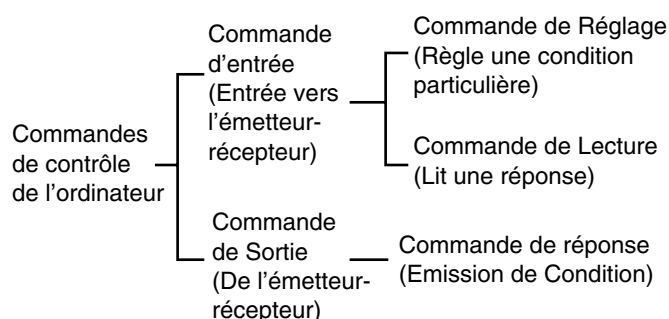 Commandes
de contrôle
de l'ordinateur
Commande
d'entrée
(Entrée vers
l'émetteur-
récepteur)
Commande de Réglage
(Règle une condition
particulière)
Commande de Lecture
(Lit une réponse)
Commande
de Sortie
(De l'émetteur-
récepteur)
Commande de réponse
(Emission de Condition)